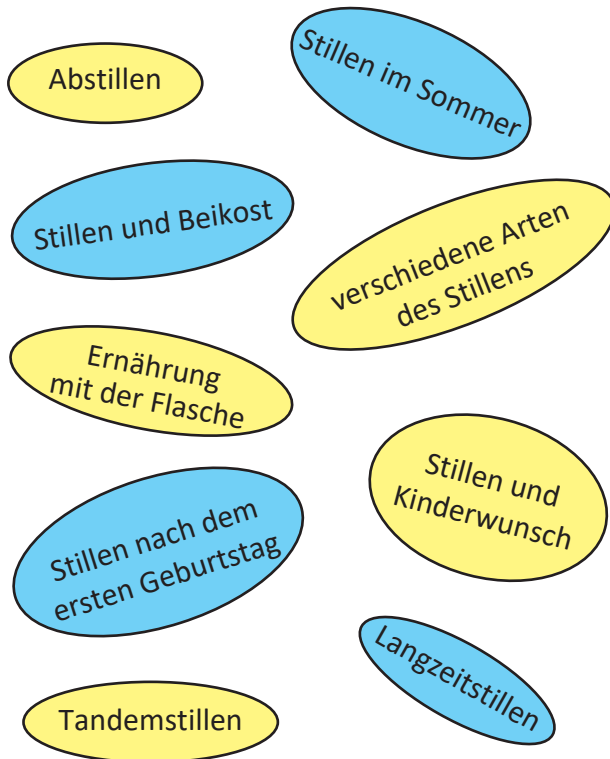 Abstillen
Stillen im Sommer
Stillen und Beikost
verschiedene Arten
des Stillens
Ernährung
mit der Flasche
Stillen und
Kinderwunsch
Stillen nach dem
ersten Geburtstag
Langzeitstillen
Tandemstillen